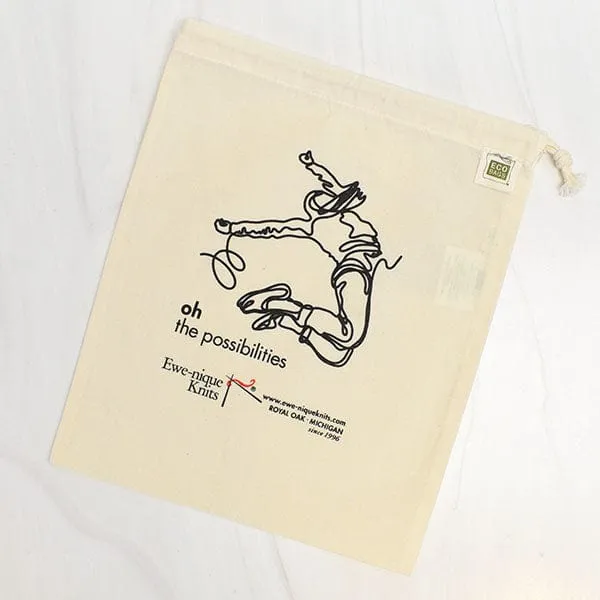 ECO
BAGS
oh
the possibilities
Ewe-nique
Knits
®
www.ewe-niqueknits.com
ROYAL OAK · MICHIGAN
since 1996